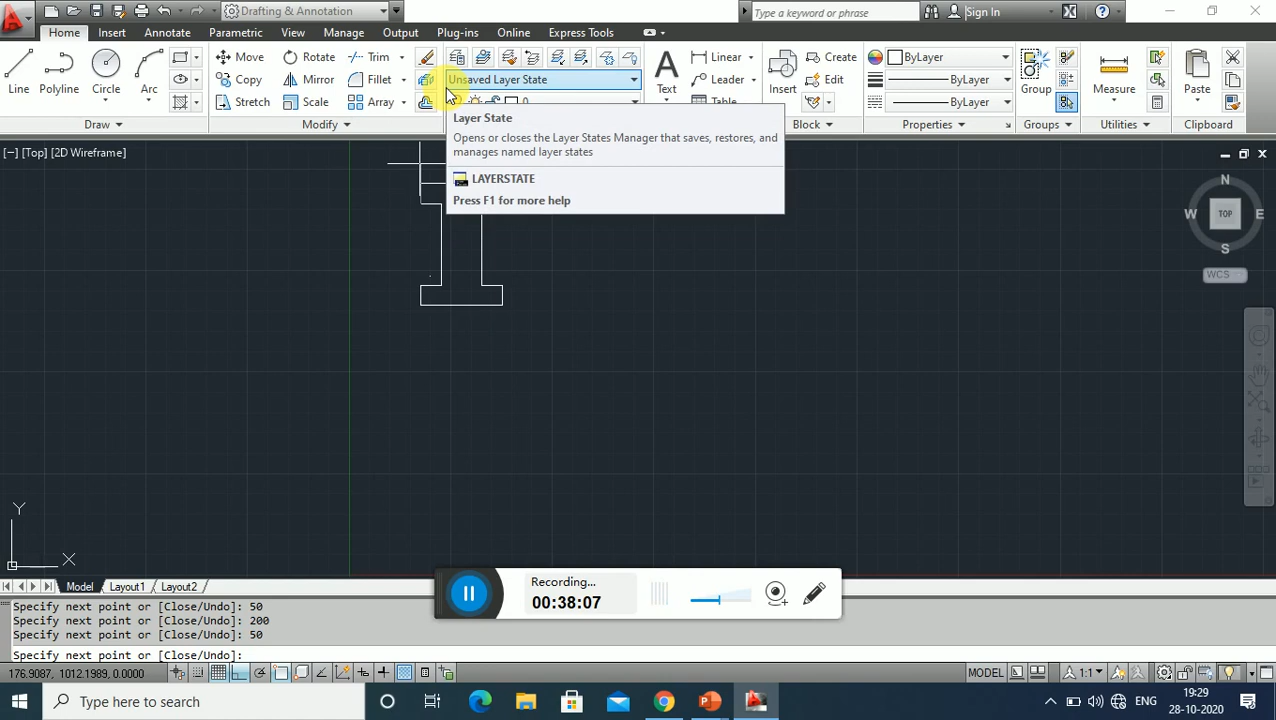 Drafting & Annotation
Type a keyword or phrase
Sign In
Home Insert Annotate Parametric View Manage Output Plug-ins Online Express Tools
Line Polyline Circle Arc
Draw
Move Rotate Trim
Copy Mirror Fillet
Stretch Scale Array
Modify
Unsaved Layer State
0
Text
Linear
Leader
Table
Insert
Create
Edit
Block
ByLayer
ByLayer
ByLayer
Properties
Group
Groups
Measure
Utilities
Paste
Clipboard
[−] [Top] [2D Wireframe]
Layer State
Opens or closes the Layer States Manager that saves, restores, and
manages named layer states
LAYERSTATE
Press F1 for more help
N
W TOP E
S
WCS
Y
X
Model Layout1 Layout2
Recording...
00:38:07
Specify next point or [Close/Undo]: 50
Specify next point or [Close/Undo]: 200
Specify next point or [Close/Undo]: 50
Specify next point or [Close/Undo]:
176.9087, 1012.1989, 0.0000
MODEL
1:1
Type here to search
ENG
19:29
28-10-2020